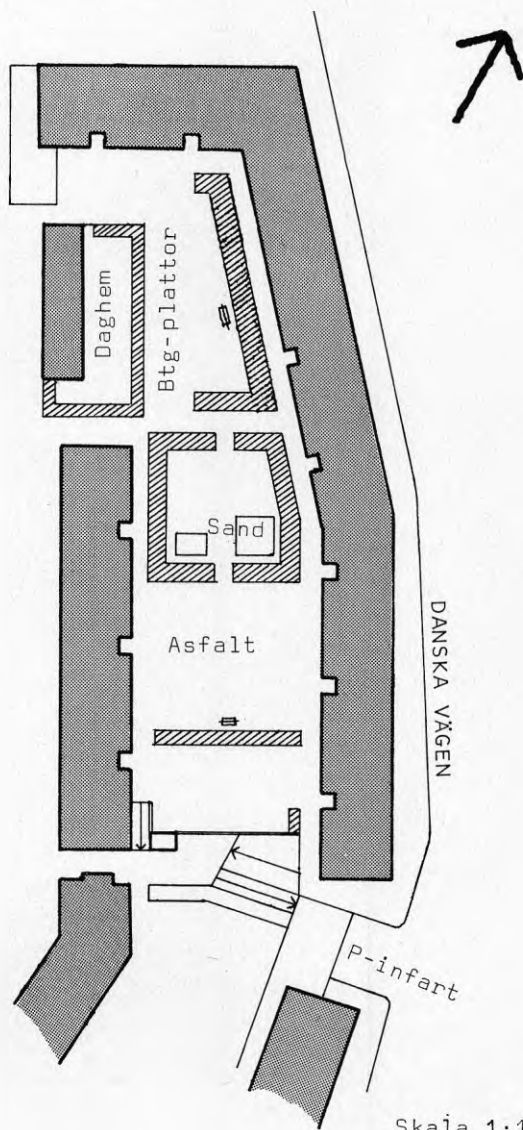 Daghem
Btg-plattor
Sand
Asfalt
DANSKA VÄGEN
P-infart
Skala 1:1